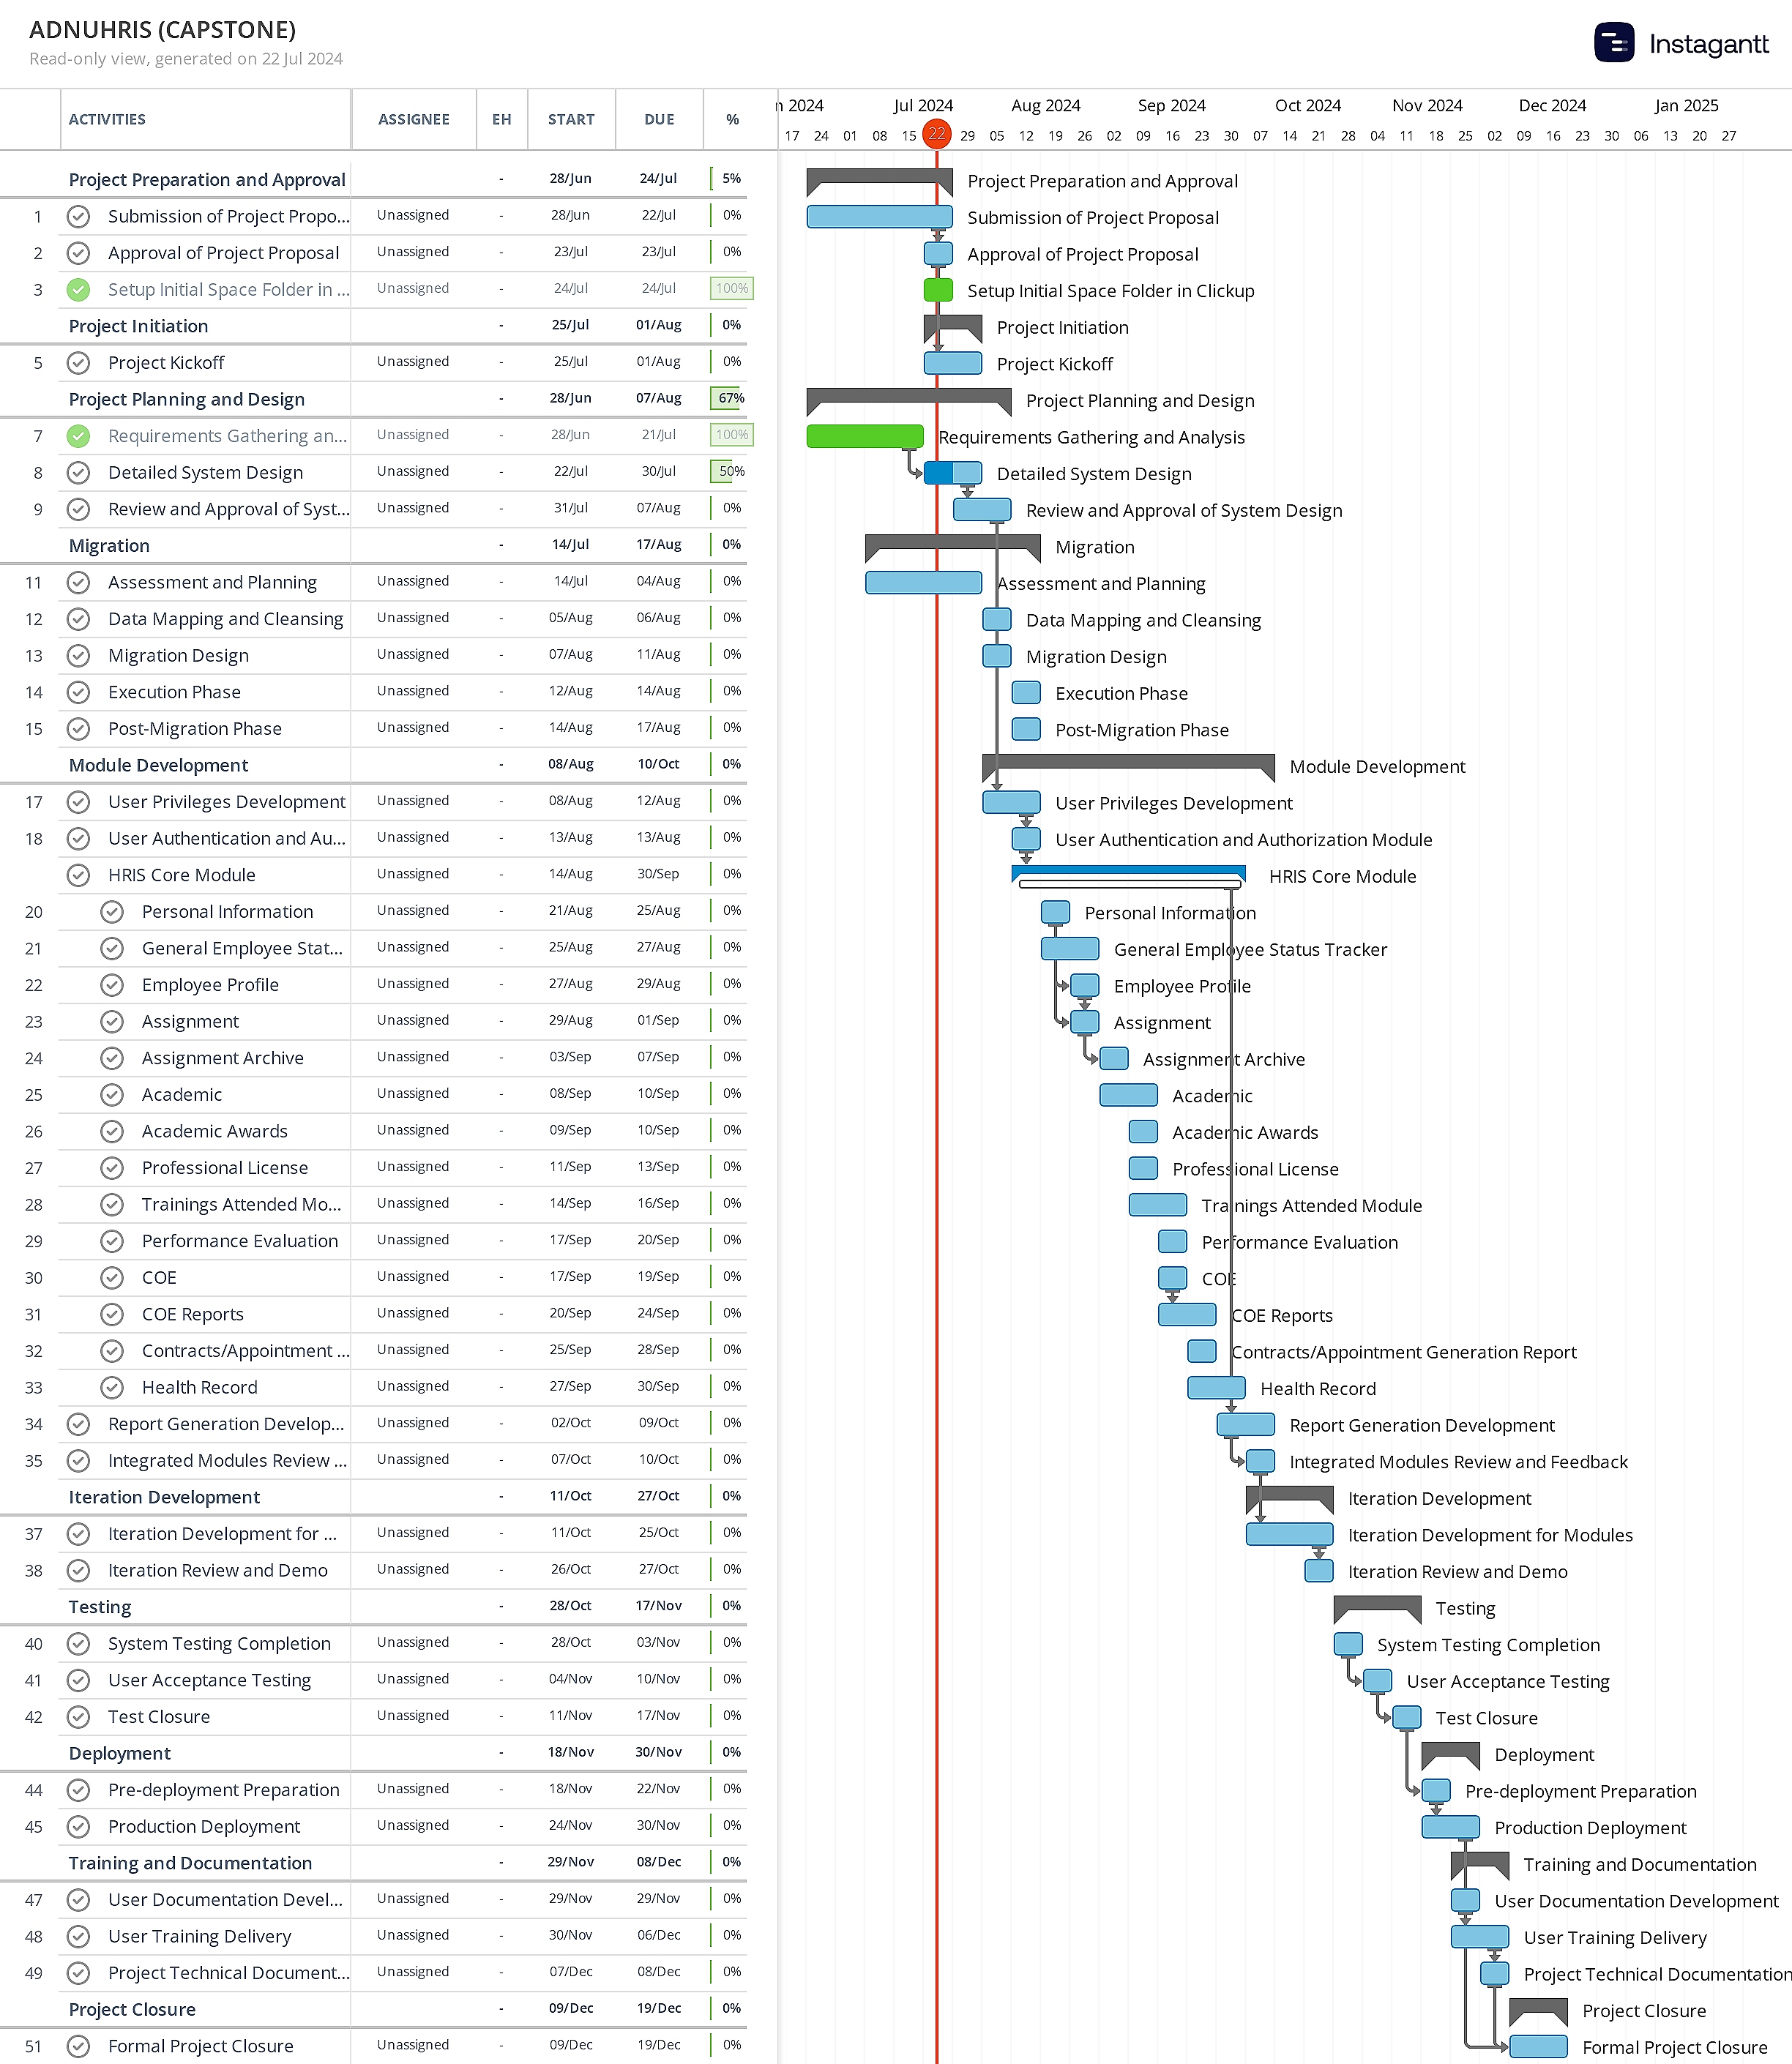 ADNUHRIS (CAPSTONE)
Read-only view, generated on 22 Jul 2024
Instagantt
ACTIVITIES ASSIGNEE EH START DUE %
n 2024 Jul 2024 Aug 2024 Sep 2024 Oct 2024 Nov 2024 Dec 2024 Jan 2025
17 24 01 08 15 22 29 05 12 19 26 02 09 16 23 30 07 14 21 28 04 11 18 25 02 09 16 23 30 06 13 20 27
Project Preparation and Approval - 28/Jun 24/Jul 5% Project Preparation and Approval
1 Submission of Project Propo... Unassigned - 28/Jun 22/Jul 0% Submission of Project Proposal
2 Approval of Project Proposal Unassigned - 23/Jul 23/Jul 0% Approval of Project Proposal
3 Setup Initial Space Folder in ... Unassigned - 24/Jul 24/Jul 100% Setup Initial Space Folder in Clickup
Project Initiation - 25/Jul 01/Aug 0% Project Initiation
5 Project Kickoff Unassigned - 25/Jul 01/Aug 0% Project Kickoff
Project Planning and Design - 28/Jun 07/Aug 67% Project Planning and Design
7 Requirements Gathering an... Unassigned - 28/Jun 21/Jul 100% Requirements Gathering and Analysis
8 Detailed System Design Unassigned - 22/Jul 30/Jul 50% Detailed System Design
9 Review and Approval of Syst... Unassigned - 31/Jul 07/Aug 0% Review and Approval of System Design
Migration - 14/Jul 17/Aug 0% Migration
11 Assessment and Planning Unassigned - 14/Jul 04/Aug 0% Assessment and Planning
12 Data Mapping and Cleansing Unassigned - 05/Aug 06/Aug 0% Data Mapping and Cleansing
13 Migration Design Unassigned - 07/Aug 11/Aug 0% Migration Design
14 Execution Phase Unassigned - 12/Aug 14/Aug 0% Execution Phase
15 Post-Migration Phase Unassigned - 14/Aug 17/Aug 0% Post-Migration Phase
Module Development - 08/Aug 10/Oct 0% Module Development
17 User Privileges Development Unassigned - 08/Aug 12/Aug 0% User Privileges Development
18 User Authentication and Au... Unassigned - 13/Aug 13/Aug 0% User Authentication and Authorization Module
HRIS Core Module Unassigned - 14/Aug 30/Sep 0% HRIS Core Module
20 Personal Information Unassigned - 21/Aug 25/Aug 0% Personal Information
21 General Employee Stat... Unassigned - 25/Aug 27/Aug 0% General Employee Status Tracker
22 Employee Profile Unassigned - 27/Aug 29/Aug 0% Employee Profile
23 Assignment Unassigned - 29/Aug 01/Sep 0% Assignment
24 Assignment Archive Unassigned - 03/Sep 07/Sep 0% Assignment Archive
25 Academic Unassigned - 08/Sep 10/Sep 0% Academic
26 Academic Awards Unassigned - 09/Sep 10/Sep 0% Academic Awards
27 Professional License Unassigned - 11/Sep 13/Sep 0% Professional License
28 Trainings Attended Mo... Unassigned - 14/Sep 16/Sep 0% Trainings Attended Module
29 Performance Evaluation Unassigned - 17/Sep 20/Sep 0% Performance Evaluation
30 COE Unassigned - 17/Sep 19/Sep 0% COE
31 COE Reports Unassigned - 20/Sep 24/Sep 0% COE Reports
32 Contracts/Appointment ... Unassigned - 25/Sep 28/Sep 0% Contracts/Appointment Generation Report
33 Health Record Unassigned - 27/Sep 30/Sep 0% Health Record
34 Report Generation Develop... Unassigned - 02/Oct 09/Oct 0% Report Generation Development
35 Integrated Modules Review ... Unassigned - 07/Oct 10/Oct 0% Integrated Modules Review and Feedback
Iteration Development - 11/Oct 27/Oct 0% Iteration Development
37 Iteration Development for ... Unassigned - 11/Oct 25/Oct 0% Iteration Development for Modules
38 Iteration Review and Demo Unassigned - 26/Oct 27/Oct 0% Iteration Review and Demo
Testing - 28/Oct 17/Nov 0% Testing
40 System Testing Completion Unassigned - 28/Oct 03/Nov 0% System Testing Completion
41 User Acceptance Testing Unassigned - 04/Nov 10/Nov 0% User Acceptance Testing
42 Test Closure Unassigned - 11/Nov 17/Nov 0% Test Closure
Deployment - 18/Nov 30/Nov 0% Deployment
44 Pre-deployment Preparation Unassigned - 18/Nov 22/Nov 0% Pre-deployment Preparation
45 Production Deployment Unassigned - 24/Nov 30/Nov 0% Production Deployment
Training and Documentation - 29/Nov 08/Dec 0% Training and Documentation
47 User Documentation Devel... Unassigned - 29/Nov 29/Nov 0% User Documentation Development
48 User Training Delivery Unassigned - 30/Nov 06/Dec 0% User Training Delivery
49 Project Technical Document... Unassigned - 07/Dec 08/Dec 0% Project Technical Documentation
Project Closure - 09/Dec 19/Dec 0% Project Closure
51 Formal Project Closure Unassigned - 09/Dec 19/Dec 0% Formal Project Closure